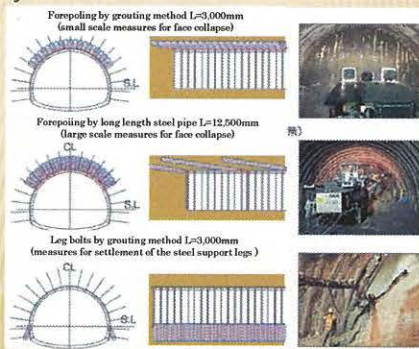 Forepoling by grouting method L=3,000mm
(small scale measures for face collapse)
S.L
Forepoling by long length steel pipe L=12,500mm
(large scale measures for face collapse)
CL
S.L
Leg bolts by grouting method L=3,000mm
(measures for settlement of the steel support legs )
CL
S.L